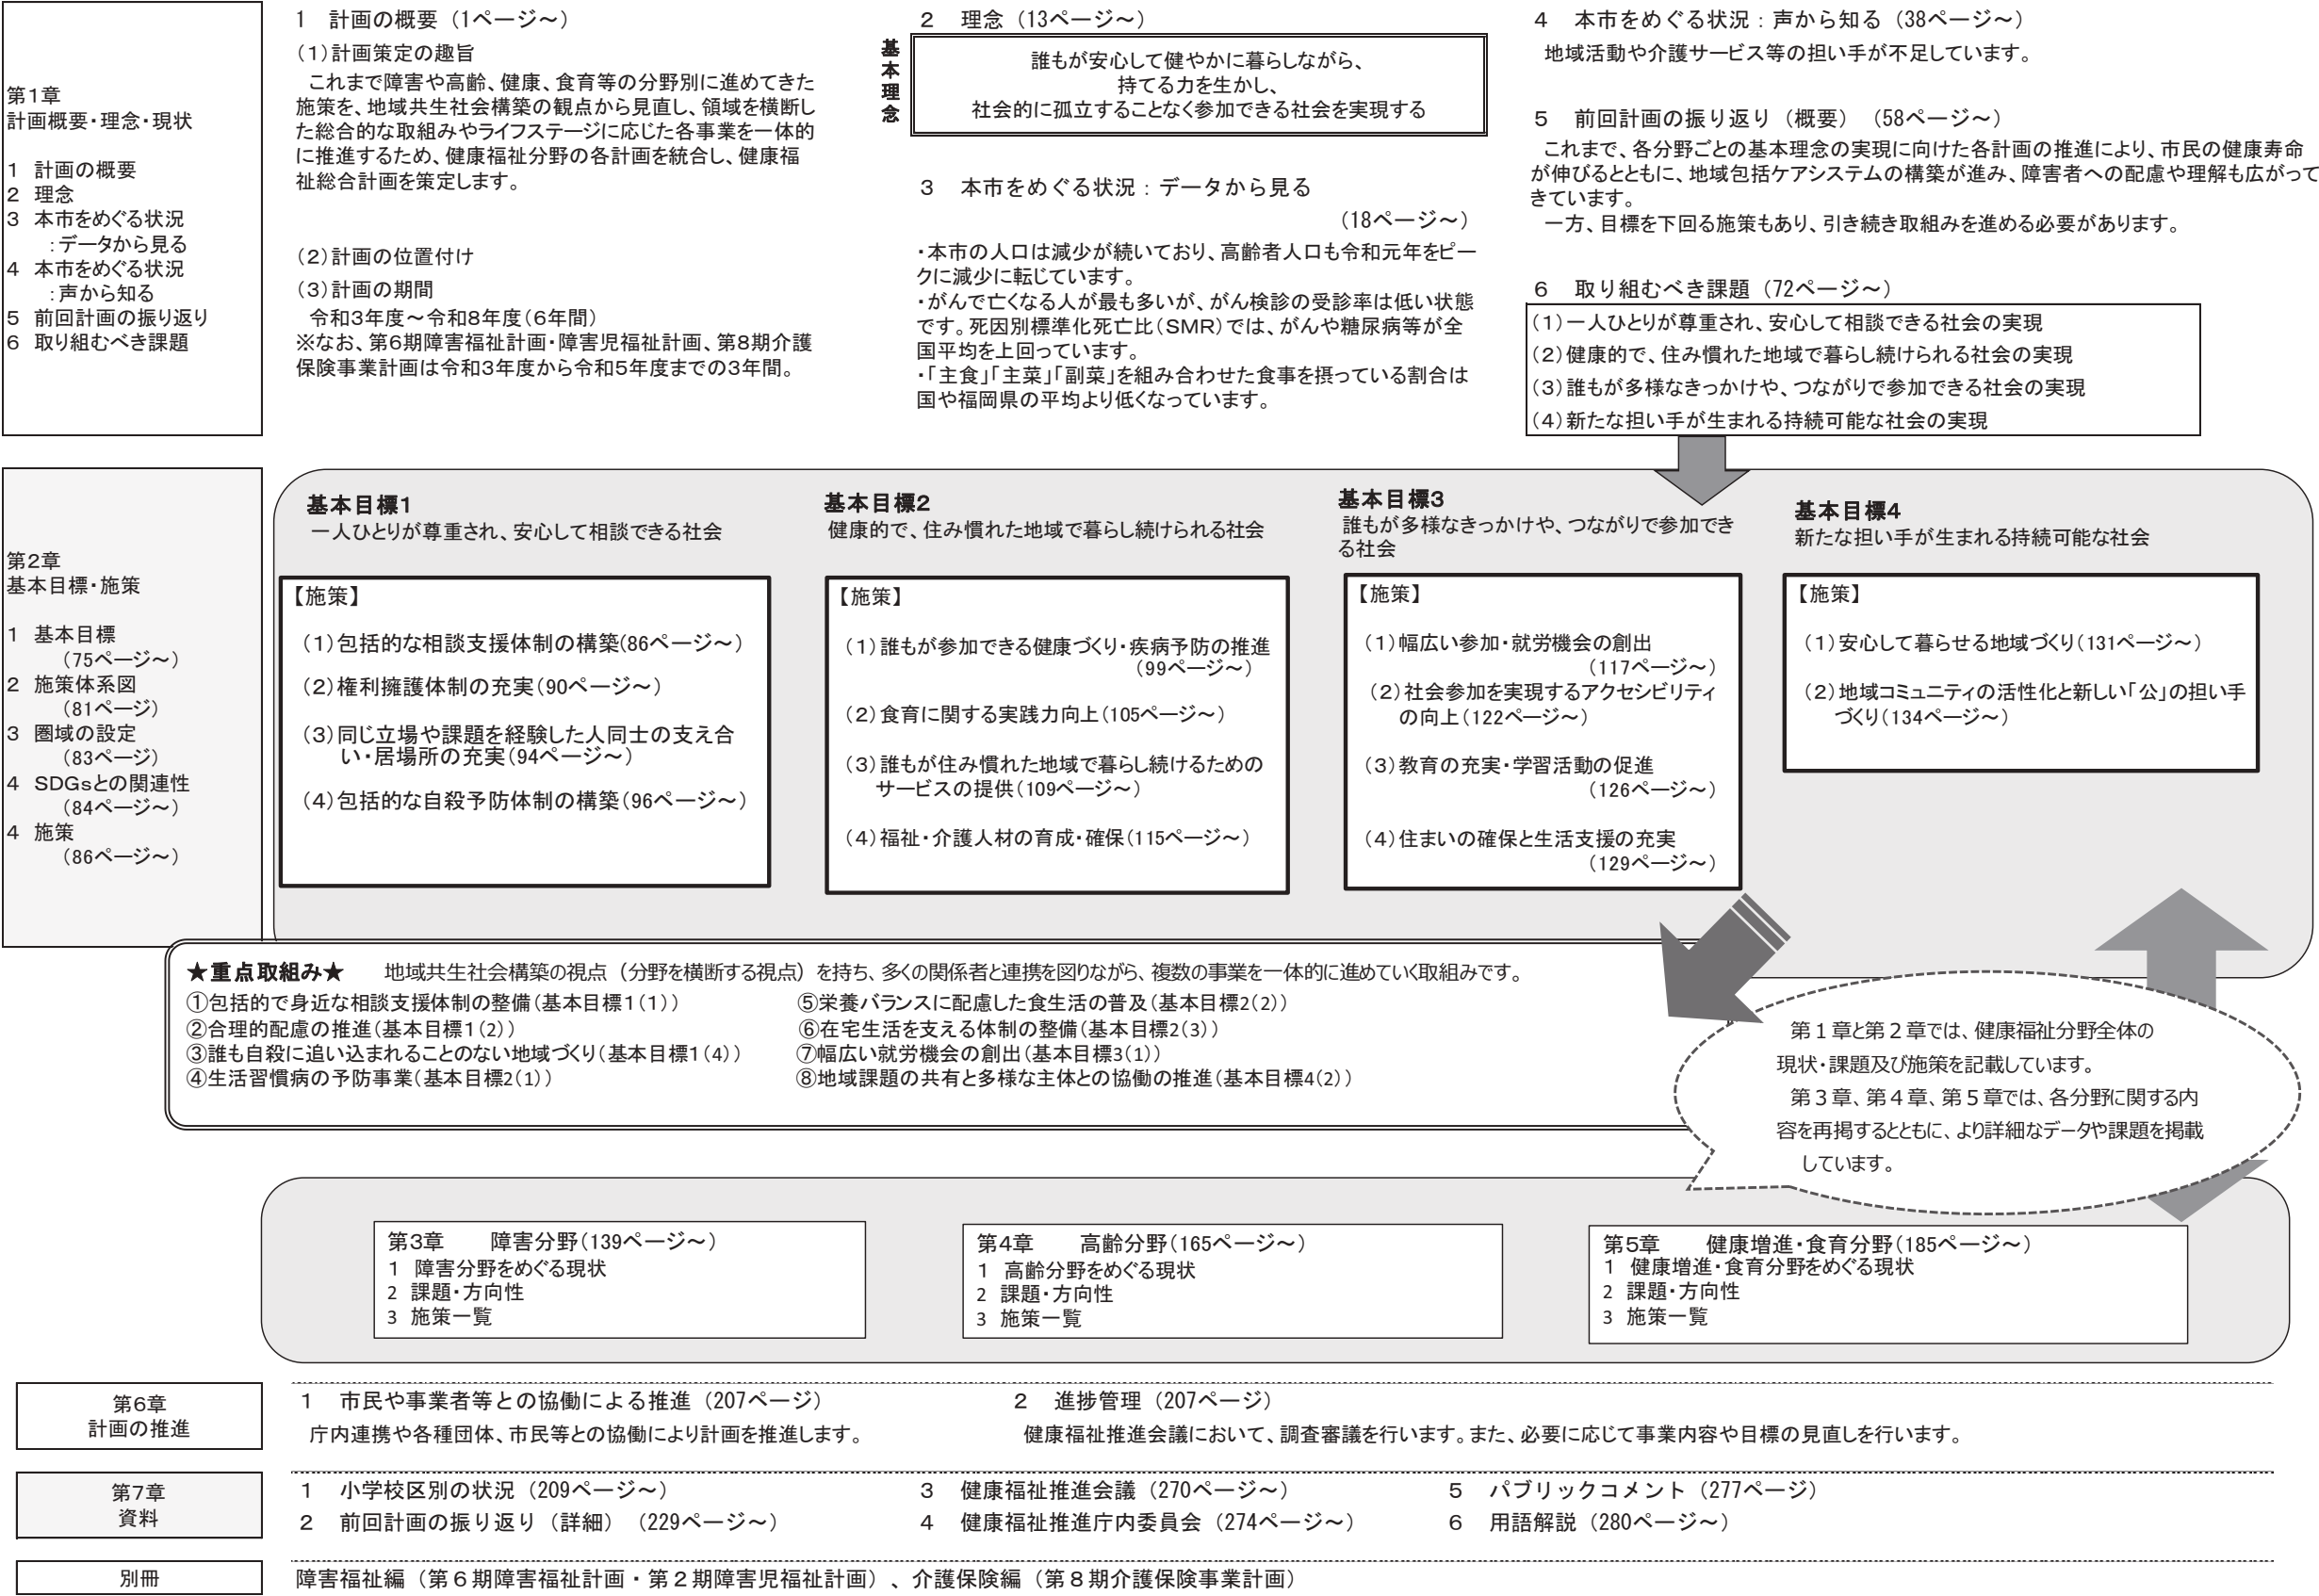 第1章
計画概要・理念・現状
1 計画の概要
2 理念
3 本市をめぐる状況
:データから見る
4 本市をめぐる状況
:声から知る
5 前回計画の振り返り
6 取り組むべき課題
1 計画の概要（1ページ～）
（1）計画策定の趣旨
これまで障害や高齢、健康、食育等の分野別に進めてきた
施策を、地域共生社会構築の観点から見直し、領域を横断し
た総合的な取組みやライフステージに応じた各事業を一体的
に推進するため、健康福祉分野の各計画を統合し、健康福
祉総合計画を策定します。
（2）計画の位置付け
（3）計画の期間
令和3年度～令和8年度（6年間）
※なお、第6期障害福祉計画・障害児福祉計画、第8期介護
保険事業計画は令和3年度から令和5年度までの3年間。
2 理念（13ページ～）
基本理念
誰もが安心して健やかに暮らしながら、
持てる力を生かし、
社会的に孤立することなく参加できる社会を実現する
3 本市をめぐる状況：データから見る
（18ページ～）
・本市の人口は減少が続いており、高齢者人口も令和元年をピー
クに減少に転じています。
・がんで亡くなる人が最も多いが、がん検診の受診率は低い状態
です。死因別標準化死亡比（SMR）では、がんや糖尿病等が全
国平均を上回っています。
・「主食」「主菜」「副菜」を組み合わせた食事を摂っている割合は
国や福岡県の平均より低くなっています。
4 本市をめぐる状況：声から知る（38ページ～）
地域活動や介護サービス等の担い手が不足しています。
5 前回計画の振り返り（概要）（58ページ～）
これまで、各分野ごとの基本理念の実現に向けた各計画の推進により、市民の健康寿命
が伸びるとともに、地域包括ケアシステムの構築が進み、障害者への配慮や理解も広がって
きています。
一方、目標を下回る施策もあり、引き続き取組みを進める必要があります。
6 取り組むべき課題（72ページ～）
（1）一人ひとりが尊重され、安心して相談できる社会の実現
（2）健康的で、住み慣れた地域で暮らし続けられる社会の実現
（3）誰もが多様なきっかけや、つながりで参加できる社会の実現
（4）新たな担い手が生まれる持続可能な社会の実現
第2章
基本目標・施策
1 基本目標
（75ページ～）
2 施策体系図
（81ページ）
3 圏域の設定
（83ページ）
4 SDGsとの関連性
（84ページ～）
4 施策
（86ページ～）
基本目標1
一人ひとりが尊重され、安心して相談できる社会
【施策】
（1）包括的な相談支援体制の構築(86ページ～）
（2）権利擁護体制の充実（90ページ～）
（3）同じ立場や課題を経験した人同士の支え合
い・居場所の充実（94ページ～）
（4）包括的な自殺予防体制の構築（96ページ～）
基本目標2
健康的で、住み慣れた地域で暮らし続けられる社会
【施策】
（1）誰もが参加できる健康づくり・疾病予防の推進
（99ページ～）
（2）食育に関する実践力向上（105ページ～）
（3）誰もが住み慣れた地域で暮らし続けるための
サービスの提供（109ページ～）
（4）福祉・介護人材の育成・確保（115ページ～）
基本目標3
誰もが多様なきっかけや、つながりで参加でき
る社会
【施策】
（1）幅広い参加・就労機会の創出
（117ページ～）
（2）社会参加を実現するアクセシビリティ
の向上（122ページ～）
（3）教育の充実・学習活動の促進
（126ページ～）
（4）住まいの確保と生活支援の充実
（129ページ～）
基本目標4
新たな担い手が生まれる持続可能な社会
【施策】
（1）安心して暮らせる地域づくり（131ページ～）
（2）地域コミュニティの活性化と新しい「公」の担い手
づくり（134ページ～）
★重点取組み★ 地域共生社会構築の視点（分野を横断する視点）を持ち、多くの関係者と連携を図りながら、複数の事業を一体的に進めていく取組みです。
①包括的で身近な相談支援体制の整備（基本目標1（1））
②合理的配慮の推進（基本目標1（2））
③誰も自殺に追い込まれることのない地域づくり（基本目標1（4））
④生活習慣病の予防事業（基本目標2（1））
⑤栄養バランスに配慮した食生活の普及（基本目標2（2））
⑥在宅生活を支える体制の整備（基本目標2（3））
⑦幅広い就労機会の創出（基本目標3（1））
⑧地域課題の共有と多様な主体との協働の推進（基本目標4（2））
第1章と第2章では、健康福祉分野全体の
現状・課題及び施策を記載しています。
第3章、第4章、第5章では、各分野に関する内
容を再掲するとともに、より詳細なデータや課題を掲載
しています。
第3章 障害分野（139ページ～）
1 障害分野をめぐる現状
2 課題・方向性
3 施策一覧
第4章 高齢分野（165ページ～）
1 高齢分野をめぐる現状
2 課題・方向性
3 施策一覧
第5章 健康増進・食育分野（185ページ～）
1 健康増進・食育分野をめぐる現状
2 課題・方向性
3 施策一覧
第6章
計画の推進
1 市民や事業者等との協働による推進（207ページ）
庁内連携や各種団体、市民等との協働により計画を推進します。
2 進捗管理（207ページ）
健康福祉推進会議において、調査審議を行います。また、必要に応じて事業内容や目標の見直しを行います。
第7章
資料
1 小学校区別の状況（209ページ～）
2 前回計画の振り返り（詳細）（229ページ～）
3 健康福祉推進会議（270ページ～）
4 健康福祉推進庁内委員会（274ページ～）
5 パブリックコメント（277ページ）
6 用語解説（280ページ～）
別冊
障害福祉編（第6期障害福祉計画・第2期障害児福祉計画）、介護保険編（第8期介護保険事業計画）